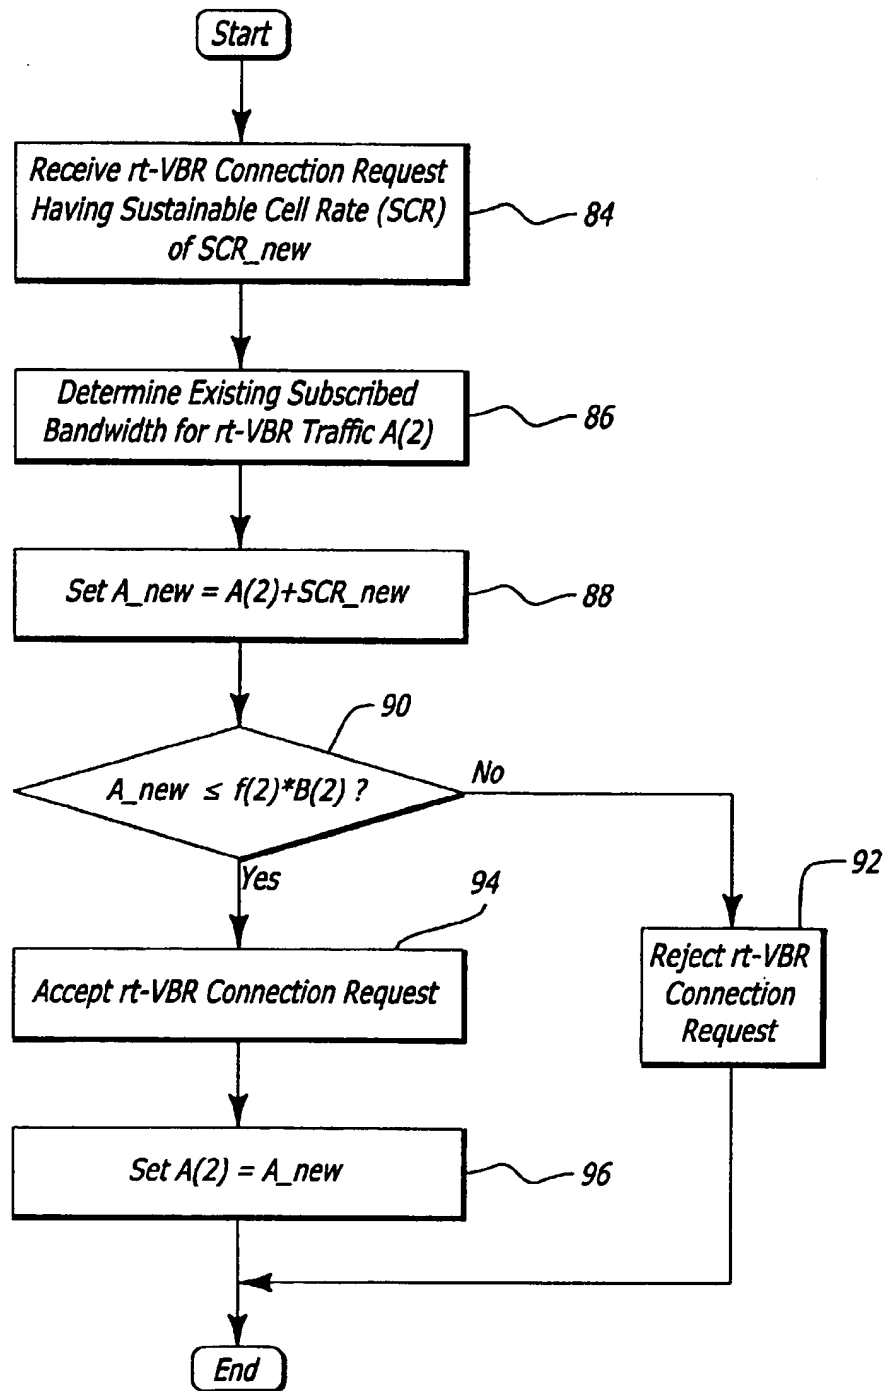 Start
Receive rt-VBR Connection Request
Having Sustainable Cell Rate (SCR)
of SCR_new
84
Determine Existing Subscribed
Bandwidth for rt-VBR Traffic A(2)
86
Set A_new = A(2)+SCR_new
88
90
A_new ≤ f(2)*B(2) ?
No
Yes
94
92
Accept rt-VBR Connection Request
Reject rt-VBR
Connection
Request
Set A(2) = A_new
96
End